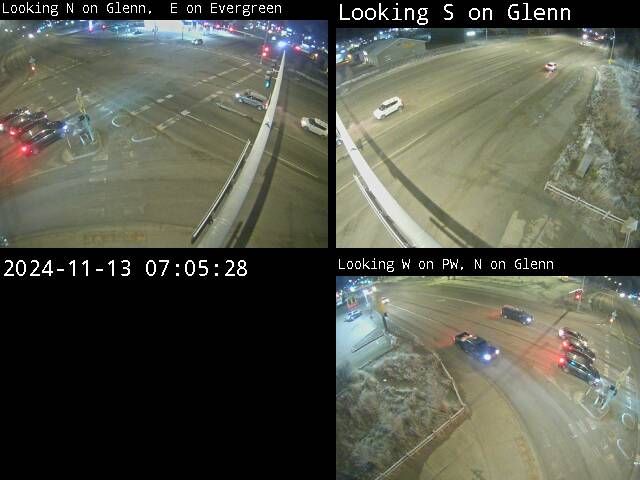 Looking N on Glenn,  E on Evergreen
Looking S on Glenn
2024-11-13 07:05:28
Looking W on PW, N on Glenn